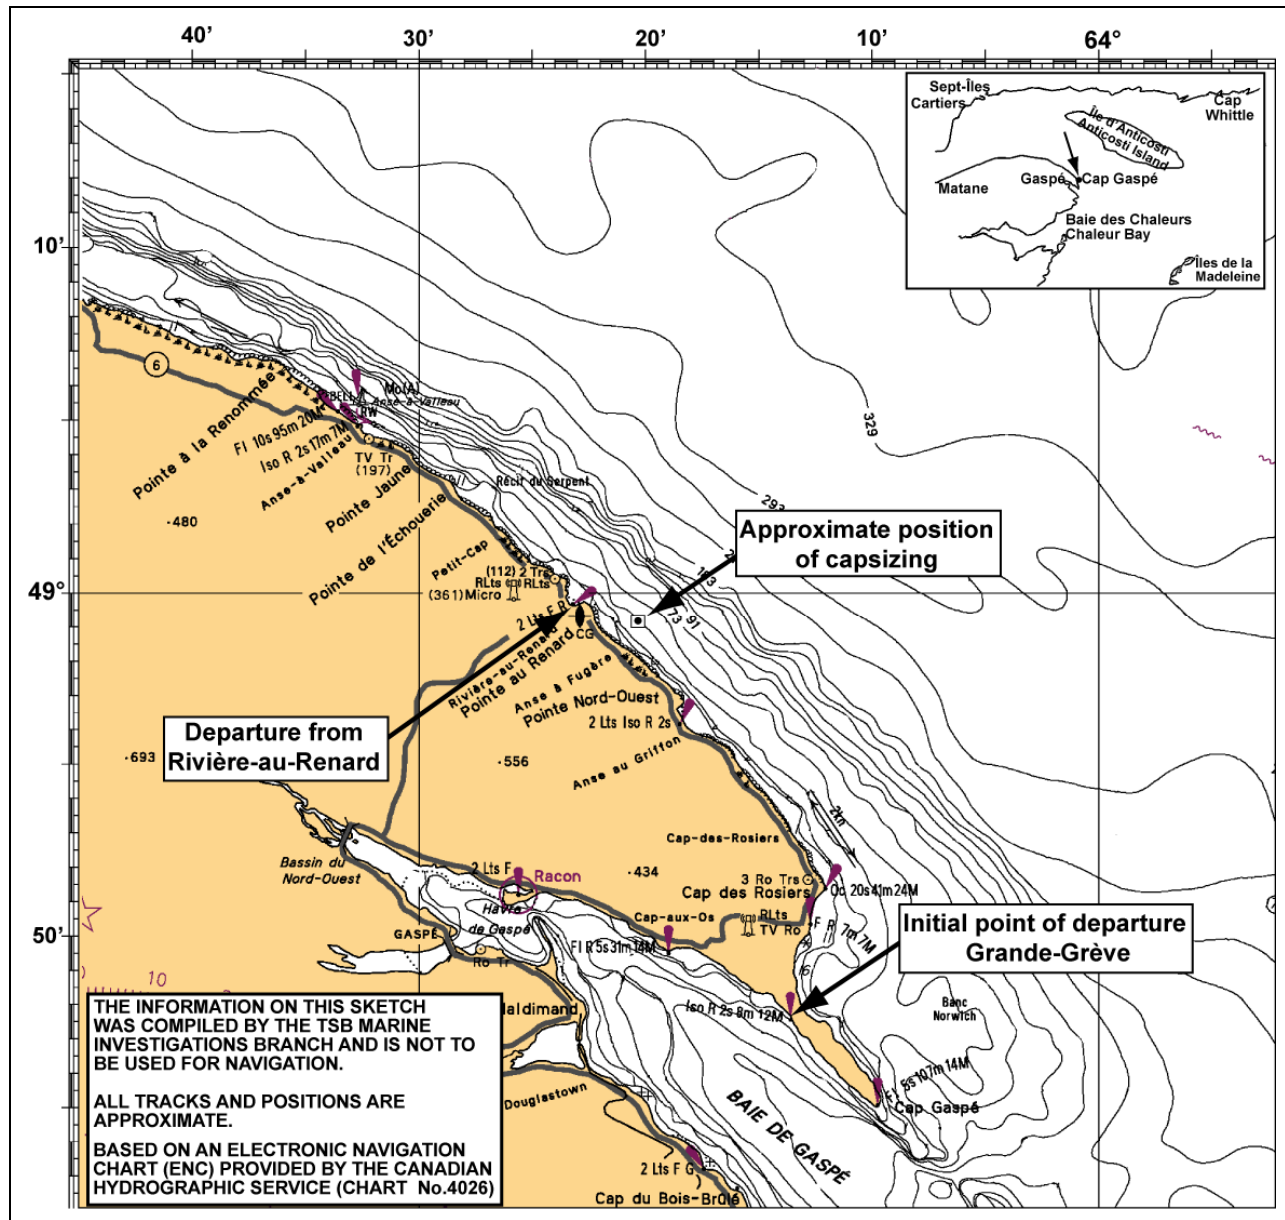 40'
30'
20'
10'
64°
Sept-Îles
Cartiers
Cap
Whittle
Île d'Anticosti
Anticosti Island
Gaspé
Cap Gaspé
Matane
Baie des Chaleurs
Chaleur Bay
Îles de la
Madeleine
10'
6
BELL
Mo(A)
Anse-à-Valleau
RW
Fl 10s 95m 20M
Iso R 2s 17m 7M
Pointe à la Renommée
Anse-à-Valleau
TV Tr
(197)
329
Pointe Jaune
Récif du Serpent
293
480
Pointe de l'Échouerie
Approximate position
of capsizing
Petit-Cap
(112) 2 Trs
RLts
RLts
(361) Micro
183
49°
91
73
2 Lts F R
CG
Rivière-au-Renard
Pointe au Renard
Anse à Fugère
Pointe Nord-Ouest
2 Lts Iso R 2s
Departure from
Rivière-au-Renard
693
556
Anse au Griffon
2kn
Cap-des-Rosiers
Bassin du
Nord-Ouest
2 Lts F
Racon
434
3 Ro Trs
Cap des Rosiers
Oc 20s 41m 24M
Havre
de Gaspé
Cap-aux-Os
RLts
TV Ro
F R 7m 7M
Initial point of departure
Grande-Grève
50'
GASPÉ
Ro Tr
Fl R 5s 31m 14M
16
10
Iso R 2s 8m 12M
Banc
Norwich
THE INFORMATION ON THIS SKETCH
WAS COMPILED BY THE TSB MARINE
INVESTIGATIONS BRANCH AND IS NOT TO
BE USED FOR NAVIGATION.
ALL TRACKS AND POSITIONS ARE
APPROXIMATE.
BASED ON AN ELECTRONIC NAVIGATION
CHART (ENC) PROVIDED BY THE CANADIAN
HYDROGRAPHIC SERVICE (CHART No.4026)
Douglastown
Fl 5s 107m 14M
Cap Gaspé
BAIE DE GASPÉ
2 Lts F G
Cap du Bois-Brûlé